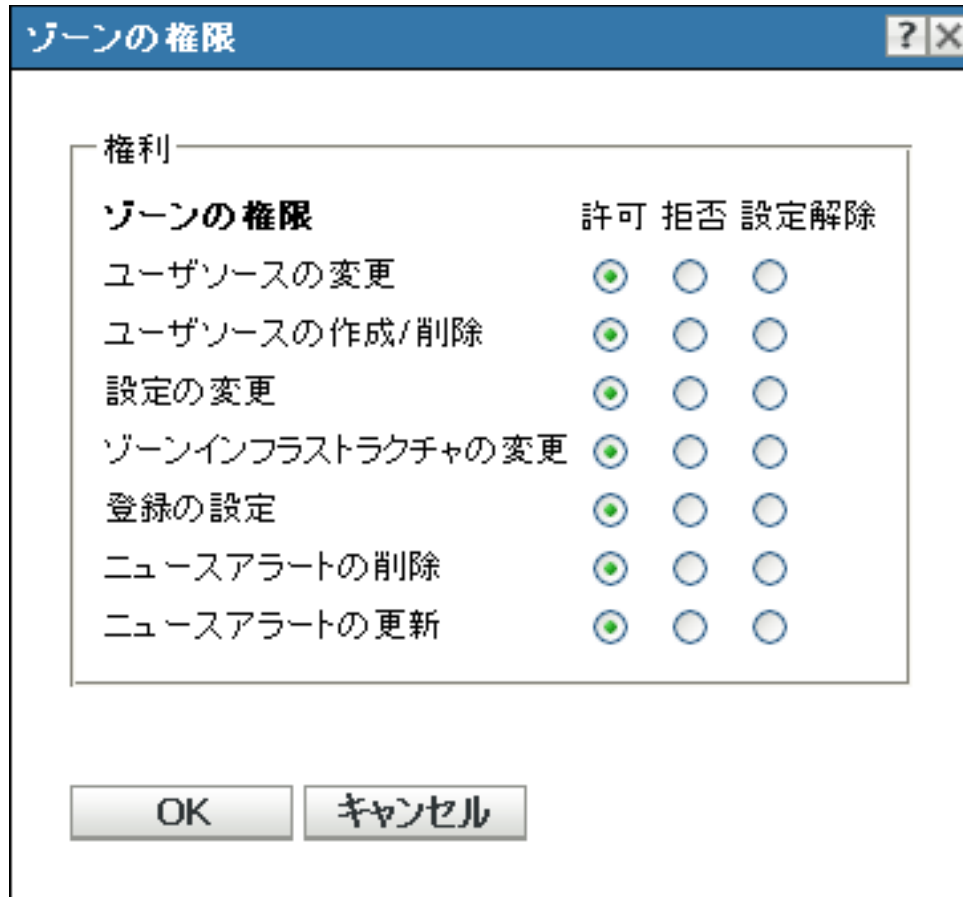 ゾーンの権限
権利
ゾーンの権限 許可 拒否 設定解除
ユーザソースの変更
ユーザソースの作成/削除
設定の変更
ゾーンインフラストラクチャの変更
登録の設定
ニュースアラートの削除
ニュースアラートの更新
OK キャンセル